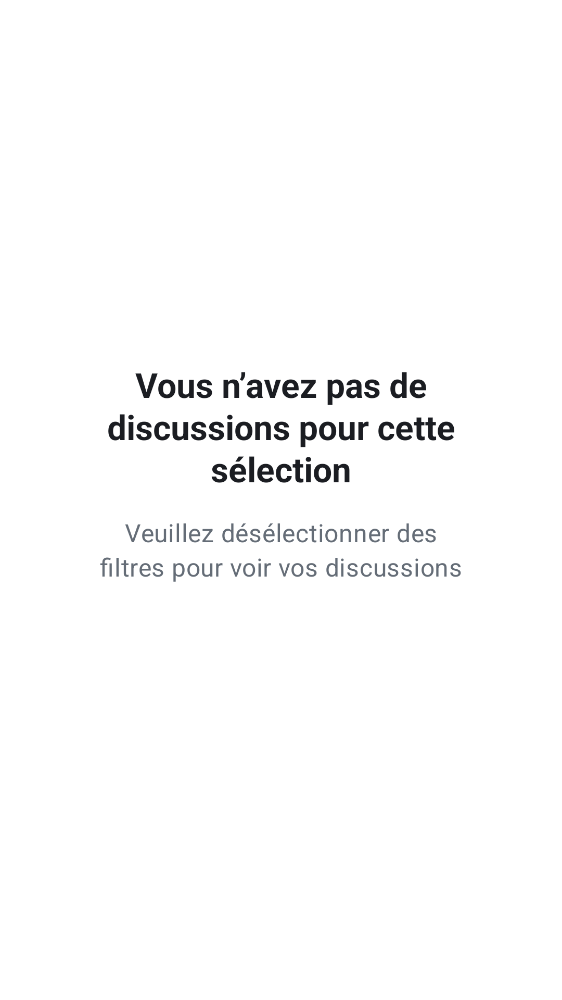 Vous n’avez pas de
discussions pour cette
sélection
Veuillez désélectionner des
filtres pour voir vos discussions